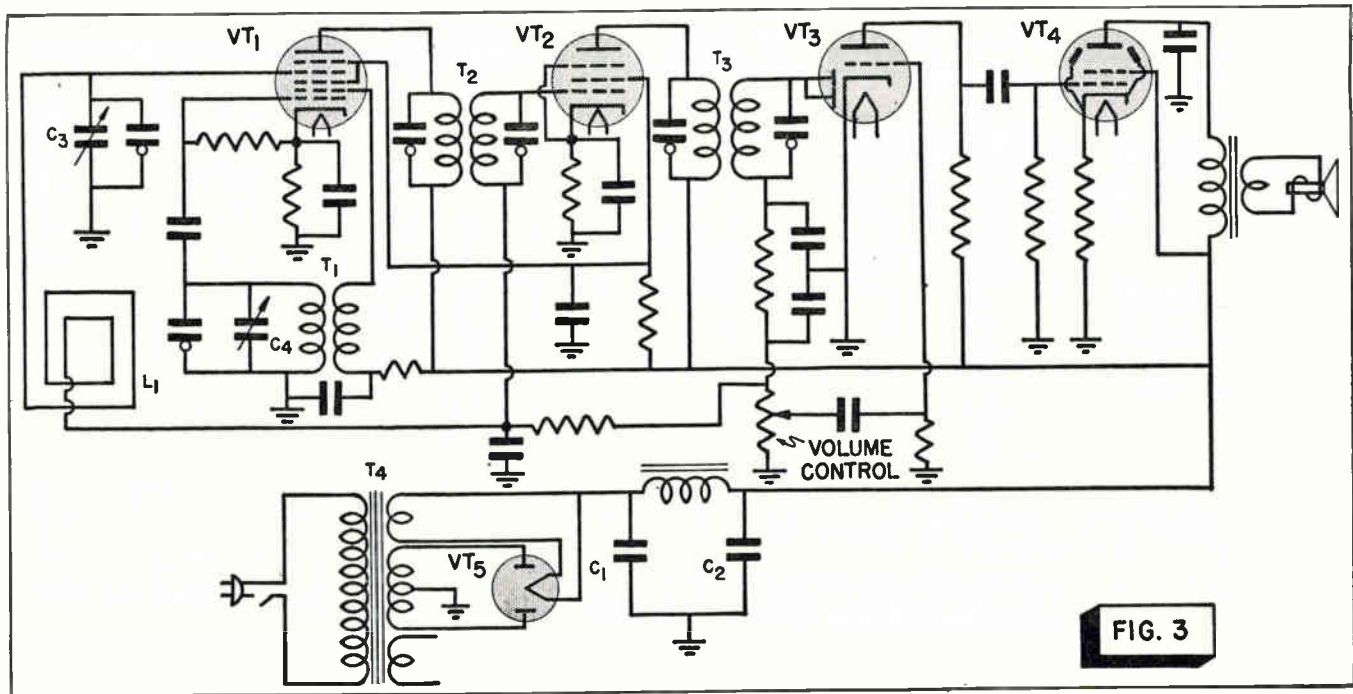 VT1
T2
VT2
T3
VT3
VT4
C3
T1
C4
L1
VOLUME
CONTROL
T4
VT5
C1
C2
FIG. 3